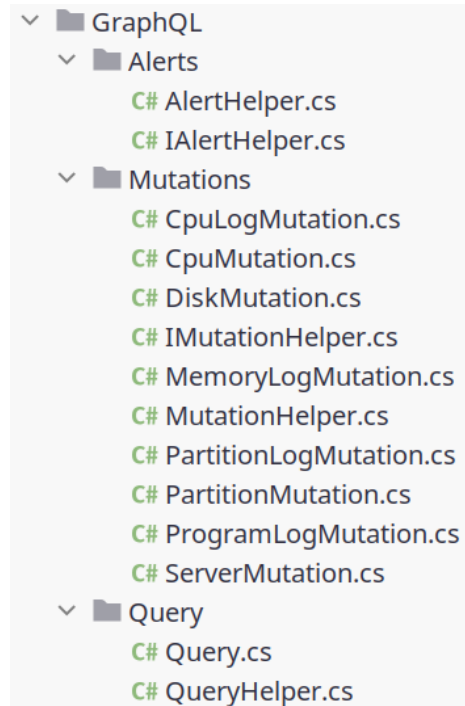 GraphQL
Alerts
C# AlertHelper.cs
C# IAlertHelper.cs
Mutations
C# CpuLogMutation.cs
C# CpuMutation.cs
C# DiskMutation.cs
C# IMutationHelper.cs
C# MemoryLogMutation.cs
C# MutationHelper.cs
C# PartitionLogMutation.cs
C# PartitionMutation.cs
C# ProgramLogMutation.cs
C# ServerMutation.cs
Query
C# Query.cs
C# QueryHelper.cs